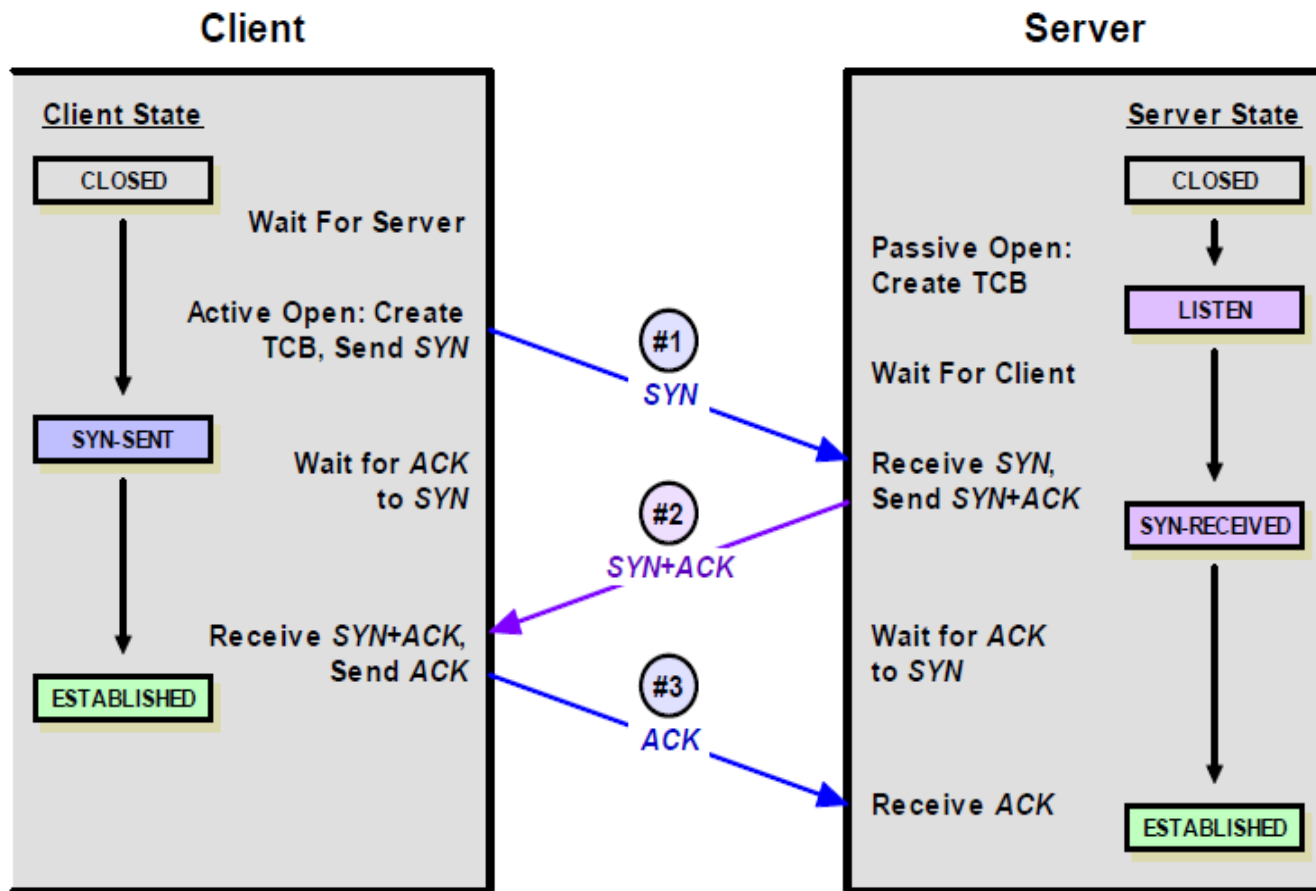 Client
Server
Client State
CLOSED
Wait For Server
Active Open: Create
TCB, Send SYN
SYN-SENT
Wait for ACK
to SYN
Receive SYN+ACK,
Send ACK
ESTABLISHED
#1
SYN
#2
SYN+ACK
#3
ACK
Server State
CLOSED
Passive Open:
Create TCB
LISTEN
Wait For Client
Receive SYN,
Send SYN+ACK
SYN-RECEIVED
Wait for ACK
to SYN
Receive ACK
ESTABLISHED